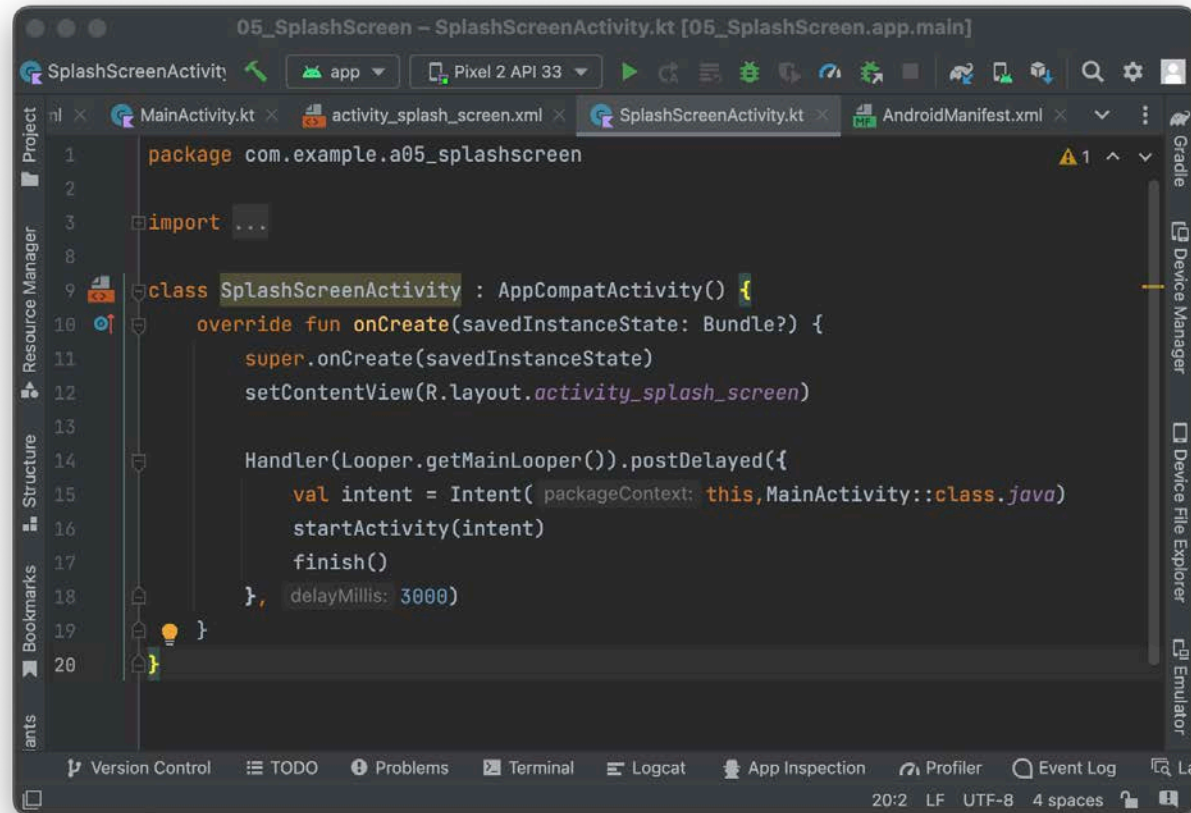 05_SplashScreen – SplashScreenActivity.kt [05_SplashScreen.app.main]
SplashScreenActivit app Pixel 2 API 33
nl MainActivity.kt activity_splash_screen.xml SplashScreenActivity.kt AndroidManifest.xml
Project
Resource Manager
Structure
Bookmarks
ants
1 package com.example.a05_splashscreen 1
2
3 import ...
8
9 class SplashScreenActivity : AppCompatActivity() {
10 override fun onCreate(savedInstanceState: Bundle?) {
11 super.onCreate(savedInstanceState)
12 setContentView(R.layout.activity_splash_screen)
13
14 Handler(Looper.getMainLooper()).postDelayed({
15 val intent = Intent( packageContext: this,MainActivity::class.java)
16 startActivity(intent)
17 finish()
18 }, delayMillis: 3000)
19 }
20 }
Gradle
Device Manager
Device File Explorer
Emulator
Version Control TODO Problems Terminal Logcat App Inspection Profiler Event Log La
20:2 LF UTF-8 4 spaces